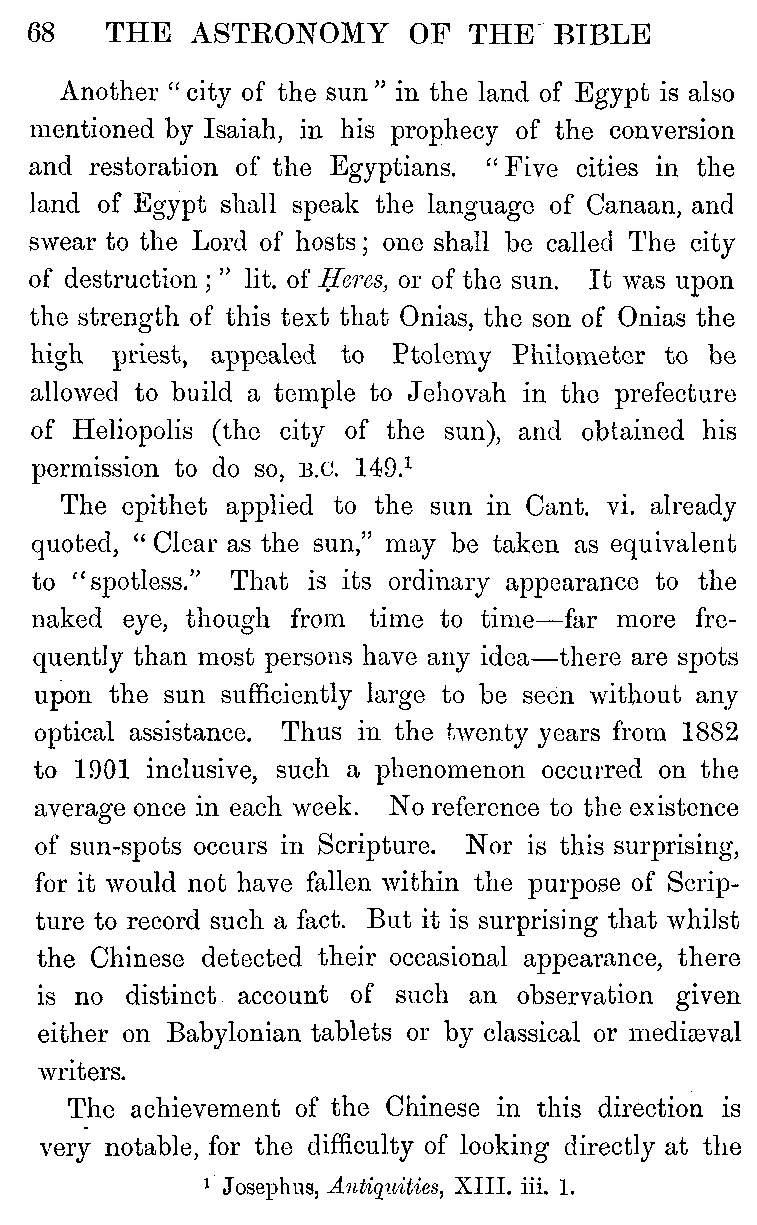 68 THE ASTRONOMY OF THE BIBLE
Another “city of the sun” in the land of Egypt is also
mentioned by Isaiah, in his prophecy of the conversion
and restoration of the Egyptians. “Five cities in the
land of Egypt shall speak the language of Canaan, and
swear to the Lord of hosts; one shall be called The city
of destruction;” lit. of Ḥeres, or of the sun. It was upon
the strength of this text that Onias, the son of Onias the
high priest, appealed to Ptolemy Philometer to be
allowed to build a temple to Jehovah in the prefecture
of Heliopolis (the city of the sun), and obtained his
permission to do so, B.C. 149.¹
The epithet applied to the sun in Cant. vi. already
quoted, “Clear as the sun,” may be taken as equivalent
to “spotless.” That is its ordinary appearance to the
naked eye, though from time to time—far more fre-
quently than most persons have any idea—there are spots
upon the sun sufficiently large to be seen without any
optical assistance. Thus in the twenty years from 1882
to 1901 inclusive, such a phenomenon occurred on the
average once in each week. No reference to the existence
of sun-spots occurs in Scripture. Nor is this surprising,
for it would not have fallen within the purpose of Scrip-
ture to record such a fact. But it is surprising that whilst
the Chinese detected their occasional appearance, there
is no distinct account of such an observation given
either on Babylonian tablets or by classical or mediæval
writers.
The achievement of the Chinese in this direction is
very notable, for the difficulty of looking directly at the
¹ Josephus, Antiquities, XIII. iii. 1.